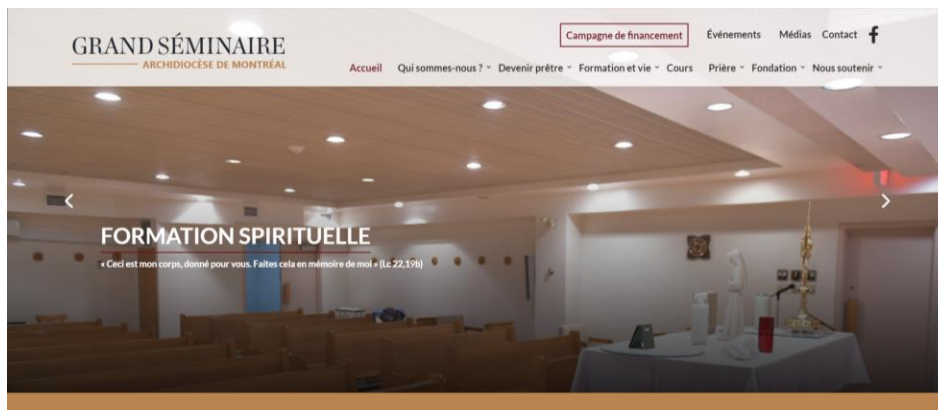 Campagne de financement Événements Médias Contact
GRAND SÉMINAIRE
ARCHIDIOCÈSE DE MONTRÉAL
Accueil Qui sommes-nous ? Devenir prêtre Formation et vie Cours Prière Fondation Nous soutenir
FORMATION SPIRITUELLE
« Ceci est mon corps, donné pour vous. Faites cela en mémoire de moi » (Lc 22,19b)